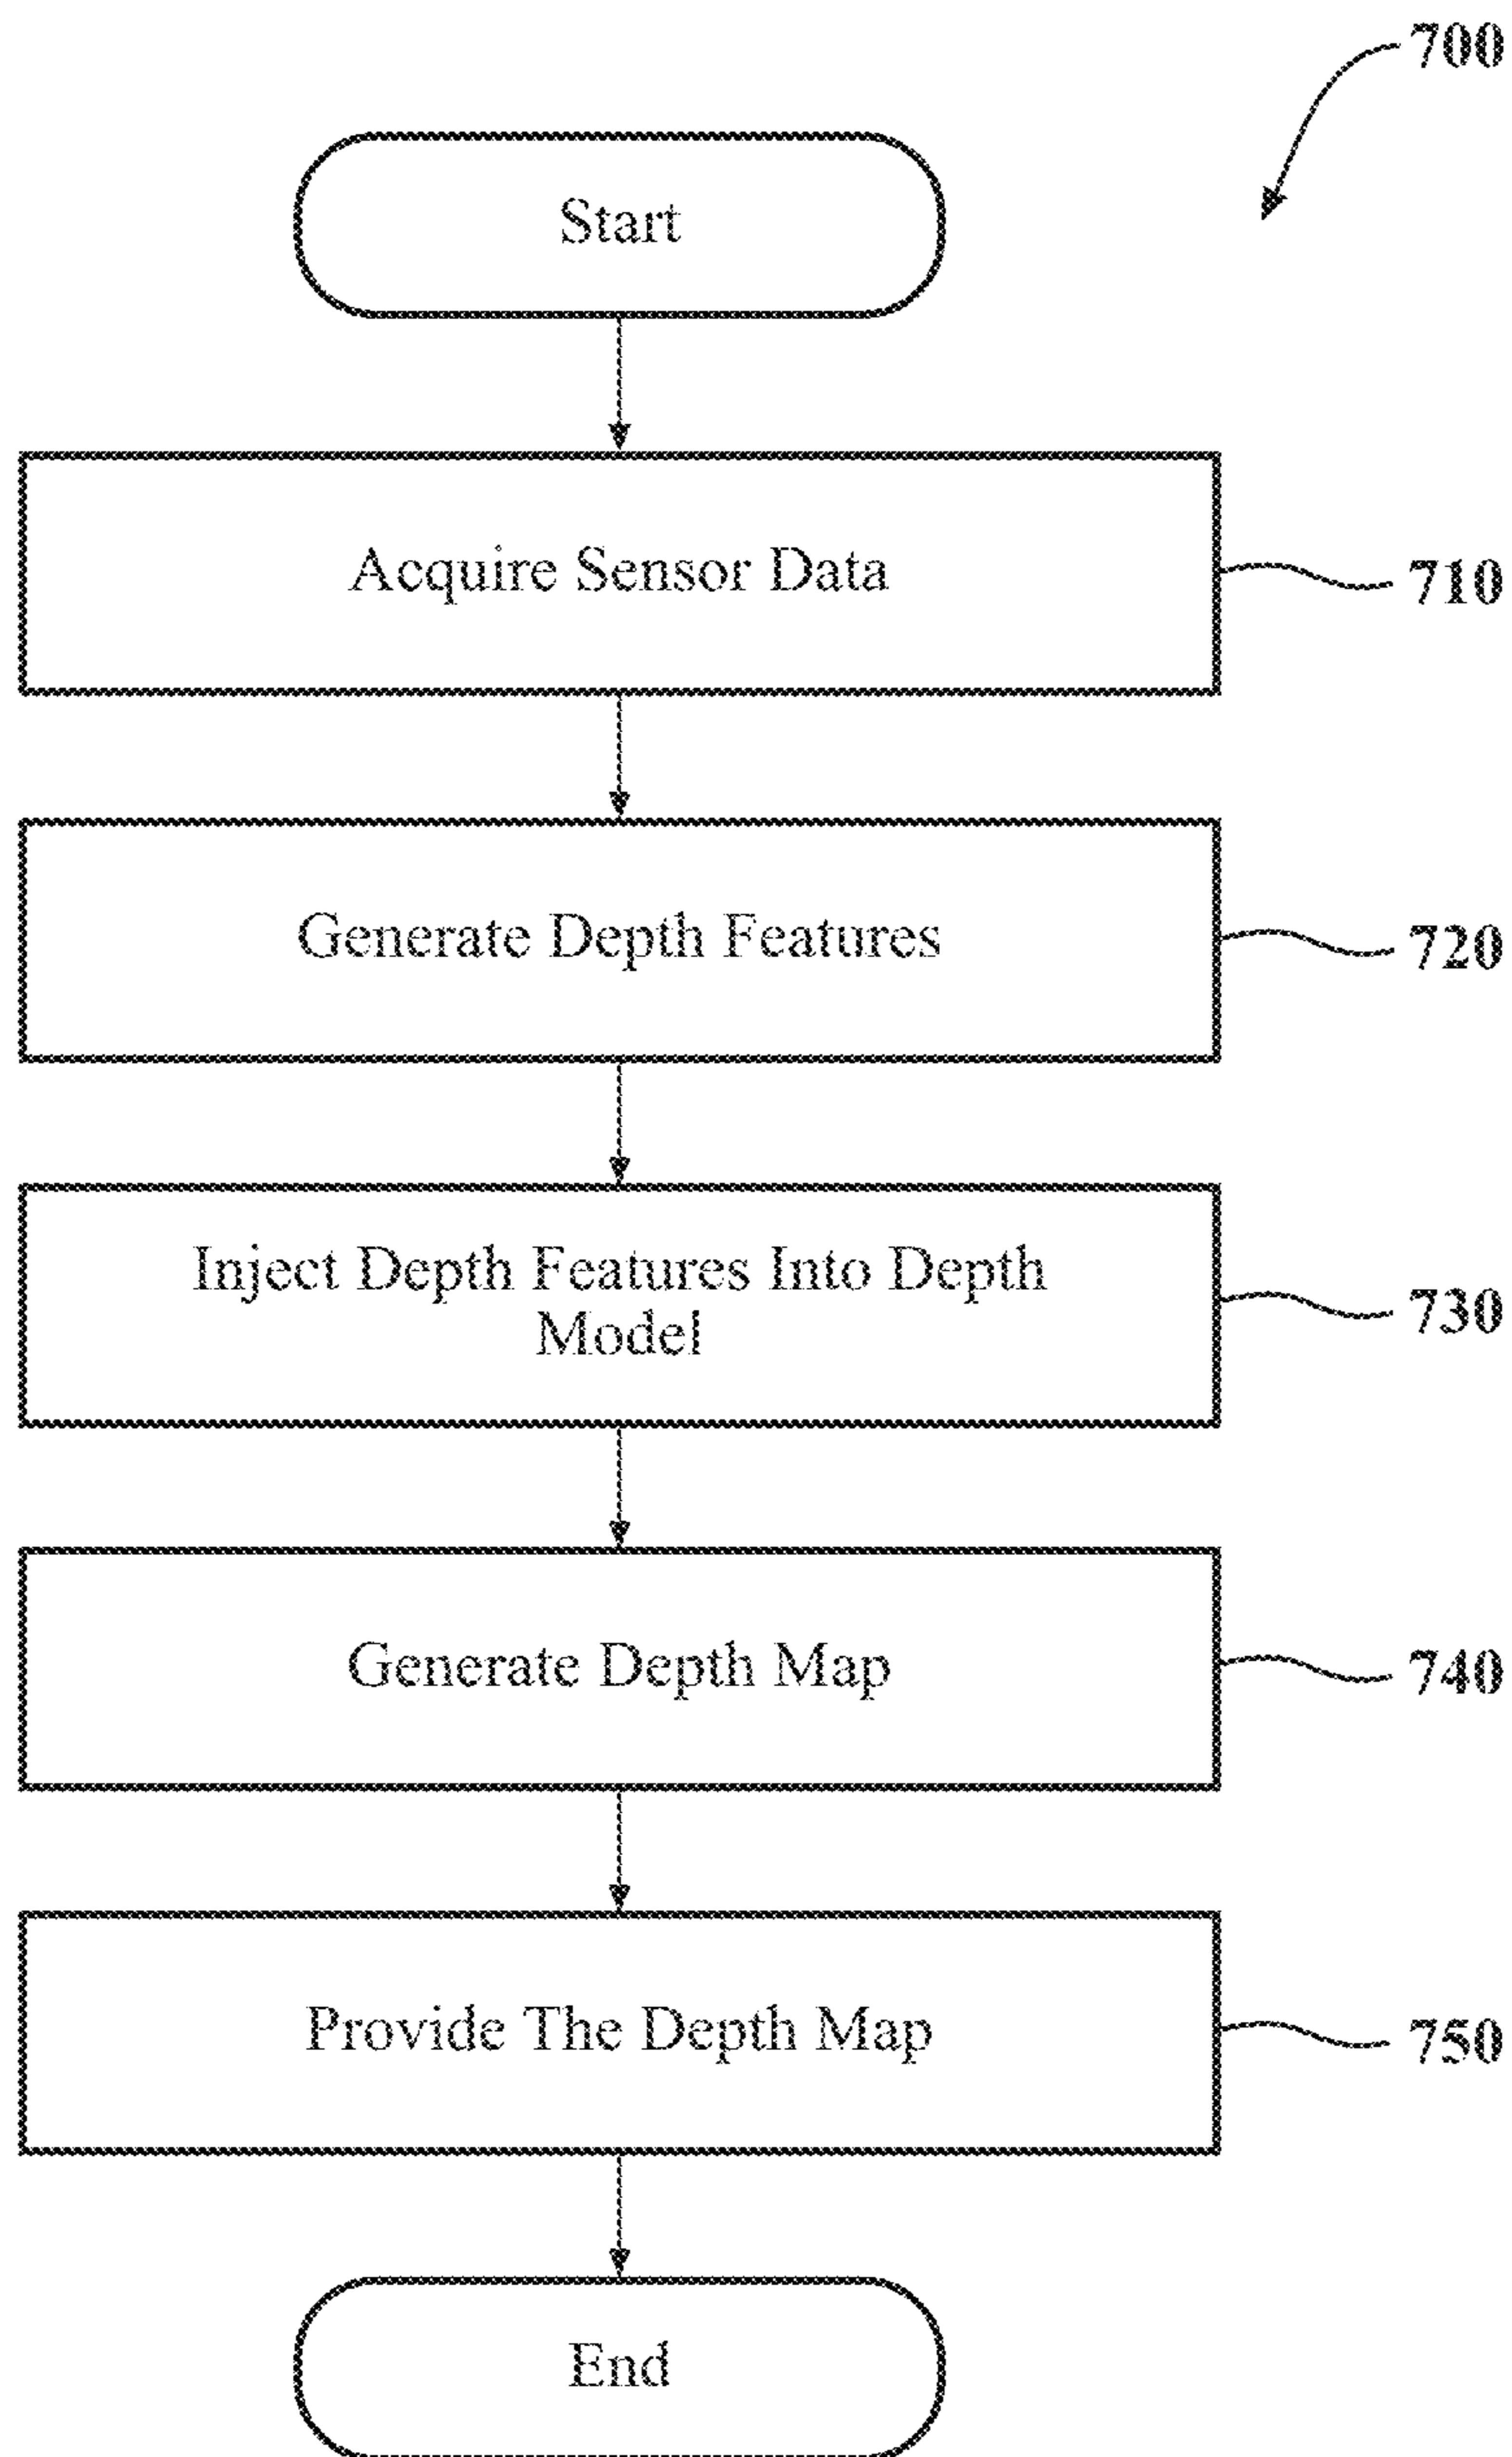 700
Start
Acquire Sensor Data
710
Generate Depth Features
720
Inject Depth Features Into Depth
Model
730
Generate Depth Map
740
Provide The Depth Map
750
End